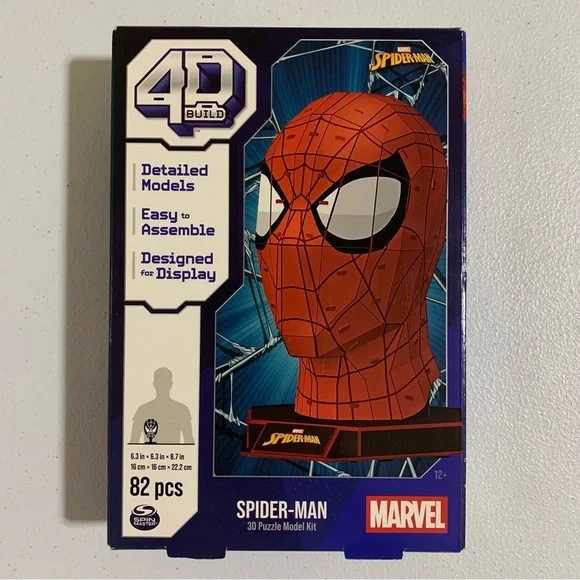 4D
BUILD
™
MARVEL
SPIDER-MAN
Detailed
Models
Easy to
Assemble
Designed
for Display
MARVEL
SPIDER-MAN
6.3 in × 6.3 in × 8.7 in
16 cm × 16 cm × 22.2 cm
82 pcs
SPIN
MASTER
SPIDER-MAN
3D Puzzle Model Kit
12+
MARVEL